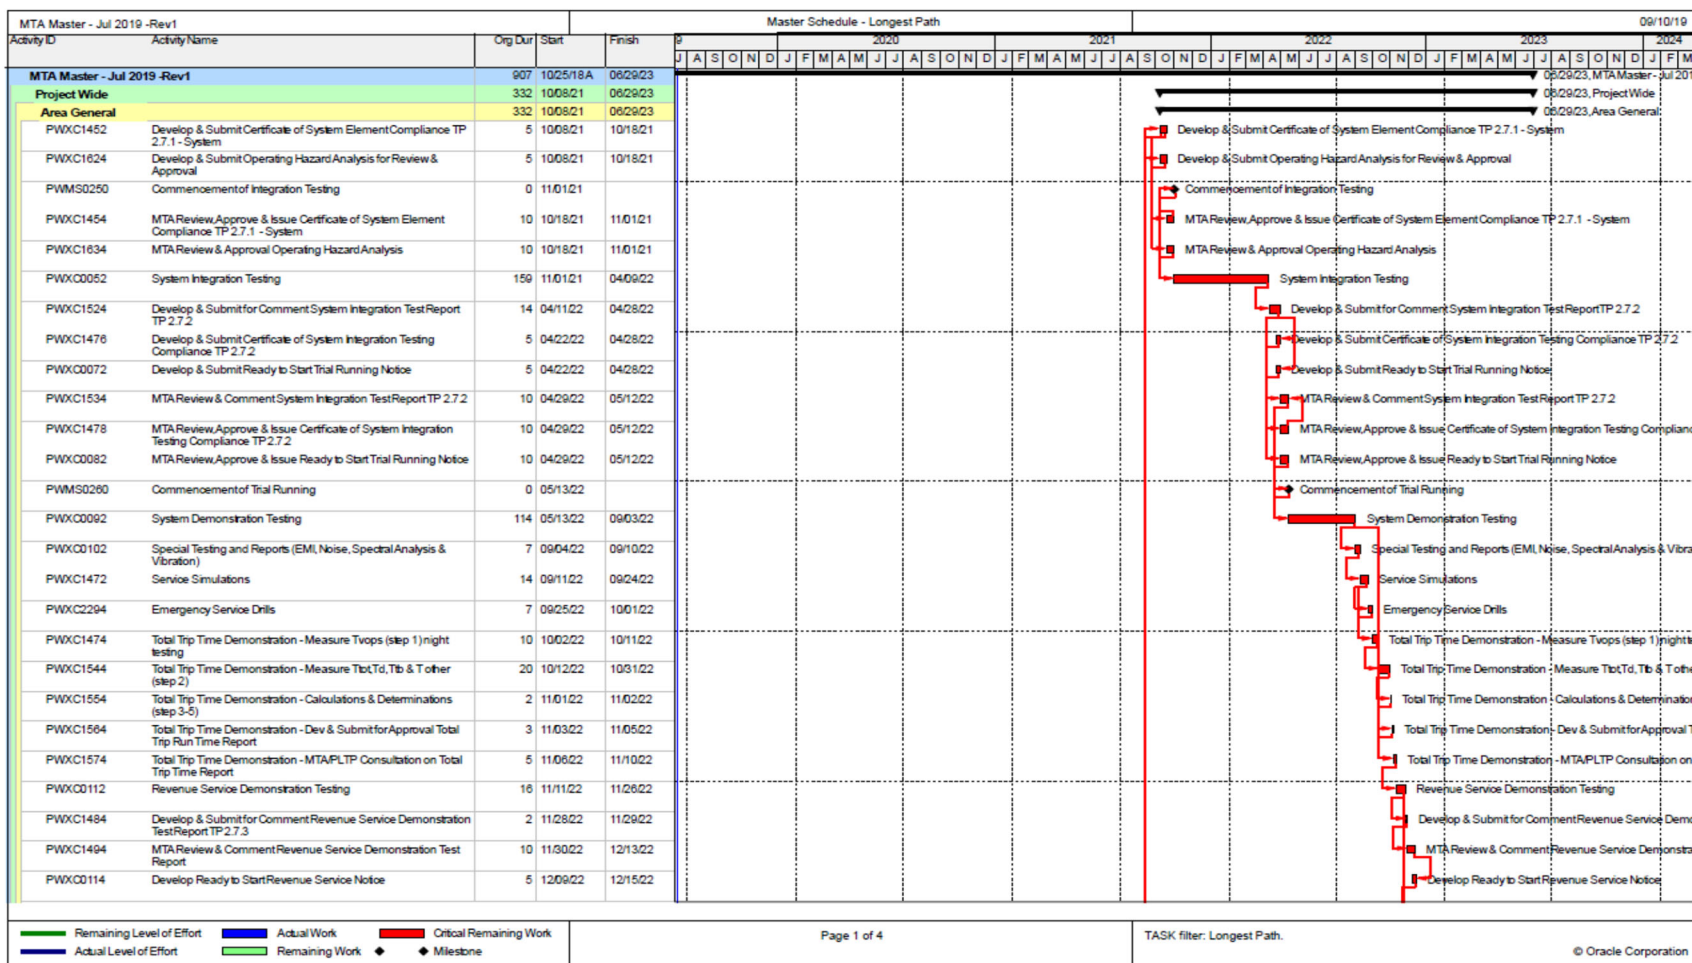 MTA Master - Jul 2019 -Rev1 Master Schedule - Longest Path 09/10/19
Activity ID Activity Name Org Dur Start Finish 9 2020 2021 2022 2023 2024
J A S O N D J F M A M J J A S O N D J F M A M J J A S O N D J F M A M J J A S O N D J F M A M J J A S O N D J F M
MTA Master - Jul 2019 -Rev1 907 10/25/18A 06/29/23 06/29/23, MTA Master - Jul 201
Project Wide 332 10/08/21 06/29/23 06/29/23, Project Wide
Area General 332 10/08/21 06/29/23 06/29/23, Area General
PWXC1452 Develop & Submit Certificate of System Element Compliance TP 5 10/08/21 10/18/21 Develop & Submit Certificate of System Element Compliance TP 2.7.1 - System
2.7.1 - System
PWXC1624 Develop & Submit Operating Hazard Analysis for Review & 5 10/08/21 10/18/21 Develop & Submit Operating Hazard Analysis for Review & Approval
Approval
PWMS0250 Commencement of Integration Testing 0 11/01/21 Commencement of Integration Testing
PWXC1454 MTA Review,Approve & Issue Certificate of System Element 10 10/18/21 11/01/21 MTA Review,Approve & Issue Certificate of System Element Compliance TP 2.7.1 - System
Compliance TP 2.7.1 - System
PWXC1634 MTA Review & Approval Operating Hazard Analysis 10 10/18/21 11/01/21 MTA Review & Approval Operating Hazard Analysis
PWXC0052 System Integration Testing 159 11/01/21 04/09/22 System Integration Testing
PWXC1524 Develop & Submit for Comment System Integration Test Report 14 04/11/22 04/28/22 Develop & Submit for Comment System Integration Test Report TP 2.7.2
TP 2.7.2
PWXC1476 Develop & Submit Certificate of System Integration Testing 5 04/22/22 04/28/22 Develop & Submit Certificate of System Integration Testing Compliance TP 2.7.2
Compliance TP 2.7.2
PWXC0072 Develop & Submit Ready to Start Trial Running Notice 5 04/22/22 04/28/22 Develop & Submit Ready to Start Trial Running Notice
PWXC1534 MTA Review & Comment System Integration Test Report TP 2.7.2 10 04/29/22 05/12/22 MTA Review & Comment System Integration Test Report TP 2.7.2
PWXC1478 MTA Review,Approve & Issue Certificate of System Integration 10 04/29/22 05/12/22 MTA Review,Approve & Issue Certificate of System Integration Testing Complianc
Testing Compliance TP 2.7.2
PWXC0082 MTA Review,Approve & Issue Ready to Start Trial Running Notice 10 04/29/22 05/12/22 MTA Review,Approve & Issue Ready to Start Trial Running Notice
PWMS0260 Commencement of Trial Running 0 05/13/22 Commencement of Trial Running
PWXC0092 System Demonstration Testing 114 05/13/22 09/03/22 System Demonstration Testing
PWXC0102 Special Testing and Reports (EMI, Noise, Spectral Analysis & 7 09/04/22 09/10/22 Special Testing and Reports (EMI, Noise, Spectral Analysis & Vibra
Vibration)
PWXC1472 Service Simulations 14 09/11/22 09/24/22 Service Simulations
PWXC2294 Emergency Service Drills 7 09/25/22 10/01/22 Emergency Service Drills
PWXC1474 Total Trip Time Demonstration - Measure Tvops (step 1) night 10 10/02/22 10/11/22 Total Trip Time Demonstration - Measure Tvops (step 1) night te
testing
PWXC1544 Total Trip Time Demonstration - Measure Ttot,Td,Ttb & T other 20 10/12/22 10/31/22 Total Trip Time Demonstration - Measure Ttot,Td,Ttb & T othe
(step 2)
PWXC1554 Total Trip Time Demonstration - Calculations & Determinations 2 11/01/22 11/02/22 Total Trip Time Demonstration - Calculations & Determination
(step 3-5)
PWXC1564 Total Trip Time Demonstration - Dev & Submit for Approval Total 3 11/03/22 11/05/22 Total Trip Time Demonstration - Dev & Submit for Approval T
Trip Run Time Report
PWXC1574 Total Trip Time Demonstration - MTA/PLTP Consultation on Total 5 11/06/22 11/10/22 Total Trip Time Demonstration - MTA/PLTP Consultation on
Trip Time Report
PWXC0112 Revenue Service Demonstration Testing 16 11/11/22 11/26/22 Revenue Service Demonstration Testing
PWXC1484 Develop & Submit for Comment Revenue Service Demonstration 2 11/28/22 11/29/22 Develop & Submit for Comment Revenue Service Demo
Test Report TP 2.7.3
PWXC1494 MTA Review & Comment Revenue Service Demonstration Test 10 11/30/22 12/13/22 MTA Review & Comment Revenue Service Demonstra
Report
PWXC0114 Develop Ready to Start Revenue Service Notice 5 12/09/22 12/15/22 Develop Ready to Start Revenue Service Notice
Remaining Level of Effort Actual Work Critical Remaining Work Page 1 of 4 TASK filter: Longest Path.
Actual Level of Effort Remaining Work Milestone
© Oracle Corporation